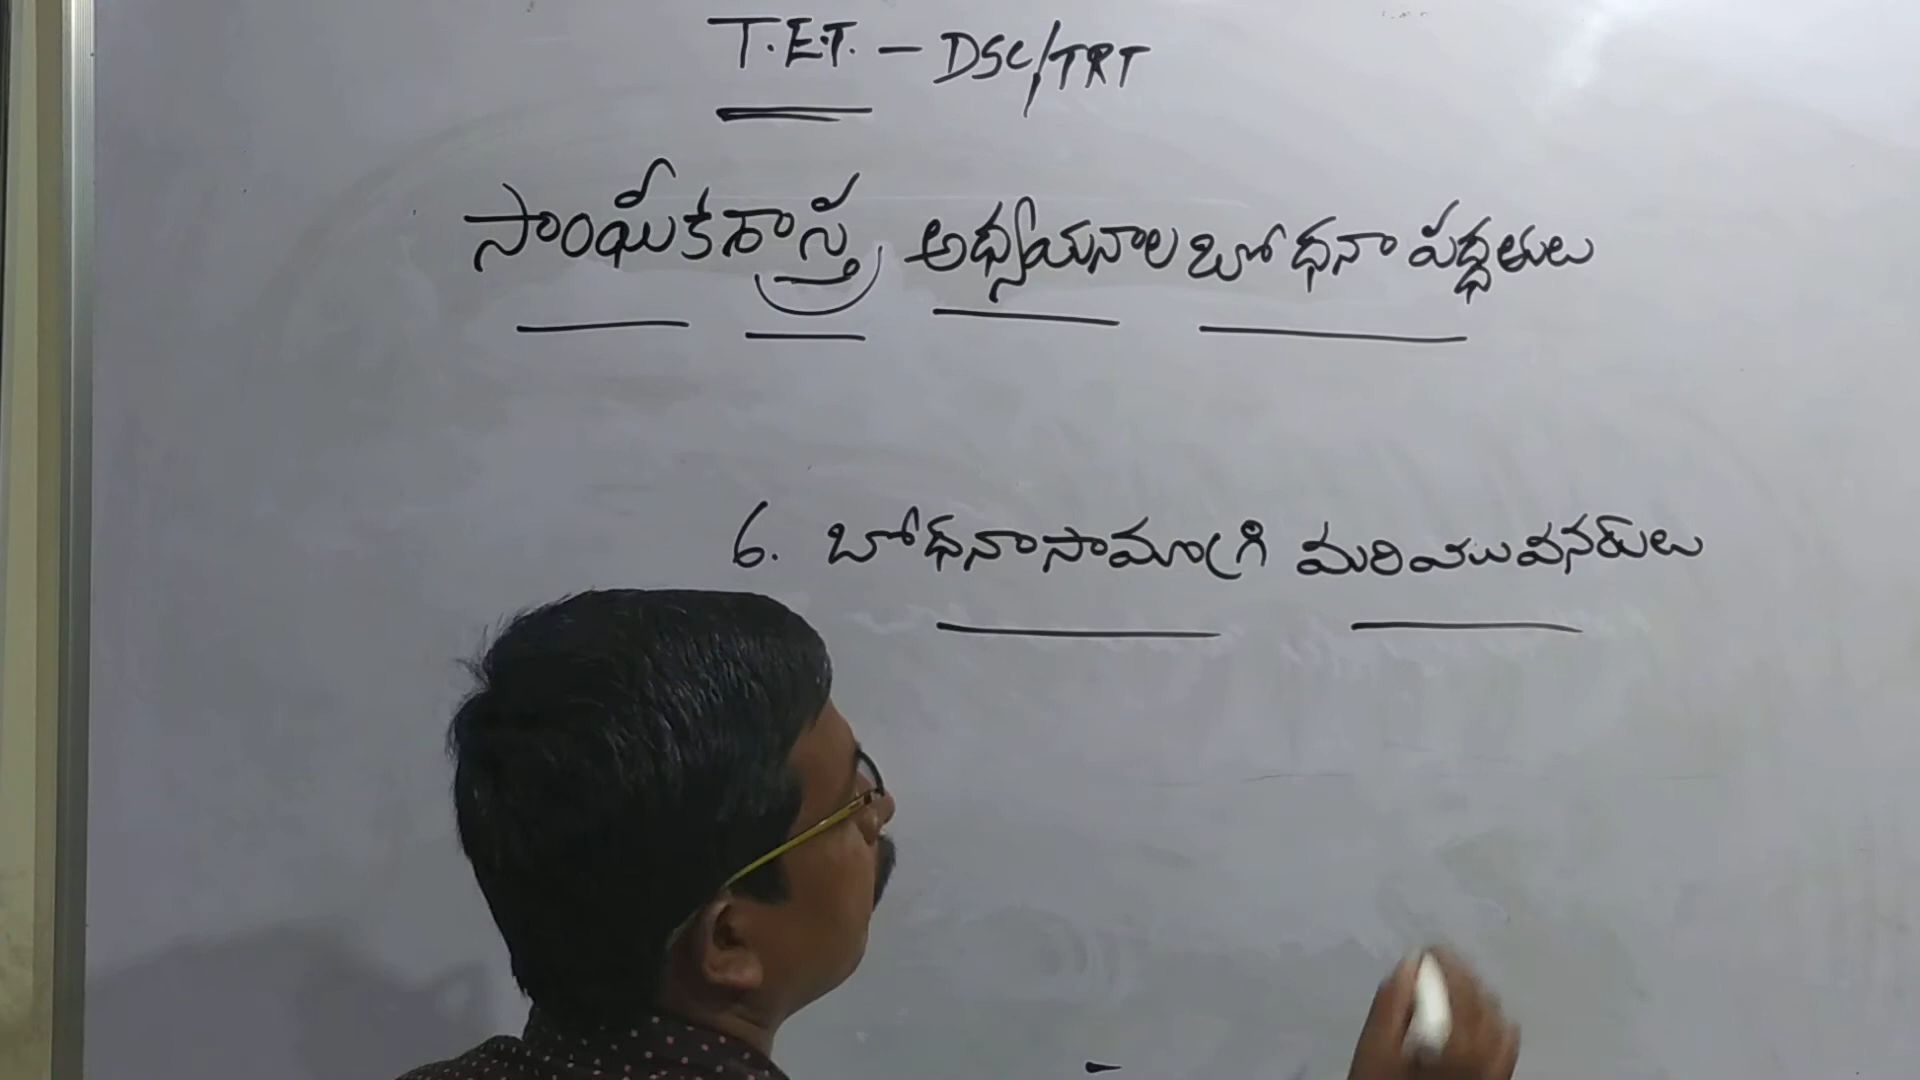 T.E.T. - DSC/TRT
సాంఘీకశాస్త్ర అధ్యయనాల బోధనా పద్ధతులు
6. బోధనాసామాగ్రి మరియు వనరులు